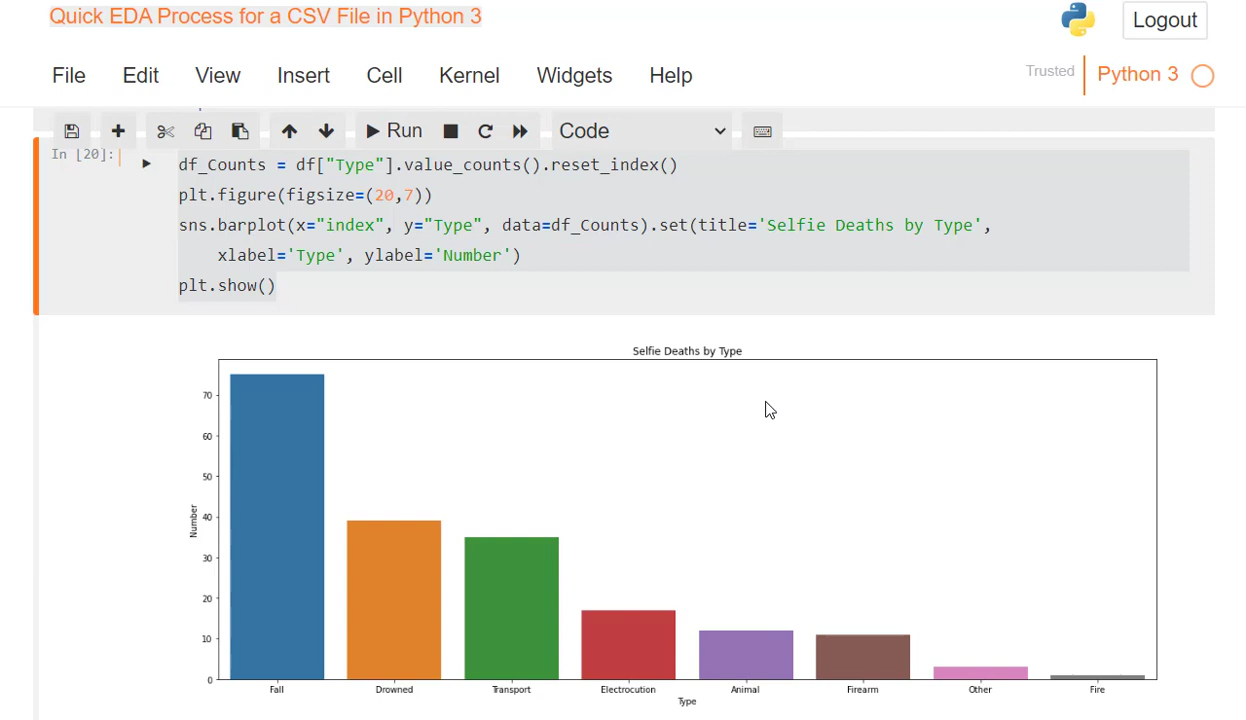 Quick EDA Process for a CSV File in Python 3
Logout
File Edit View Insert Cell Kernel Widgets Help
Trusted
Python 3
Run
Code
In [20]:
df_Counts = df["Type"].value_counts().reset_index()
plt.figure(figsize=(20,7))
sns.barplot(x="index", y="Type", data=df_Counts).set(title='Selfie Deaths by Type',
xlabel='Type', ylabel='Number')
plt.show()
Selfie Deaths by Type
Number
70
60
50
40
30
20
10
0
Fall Drowned Transport Electrocution Animal Firearm Other Fire
Type